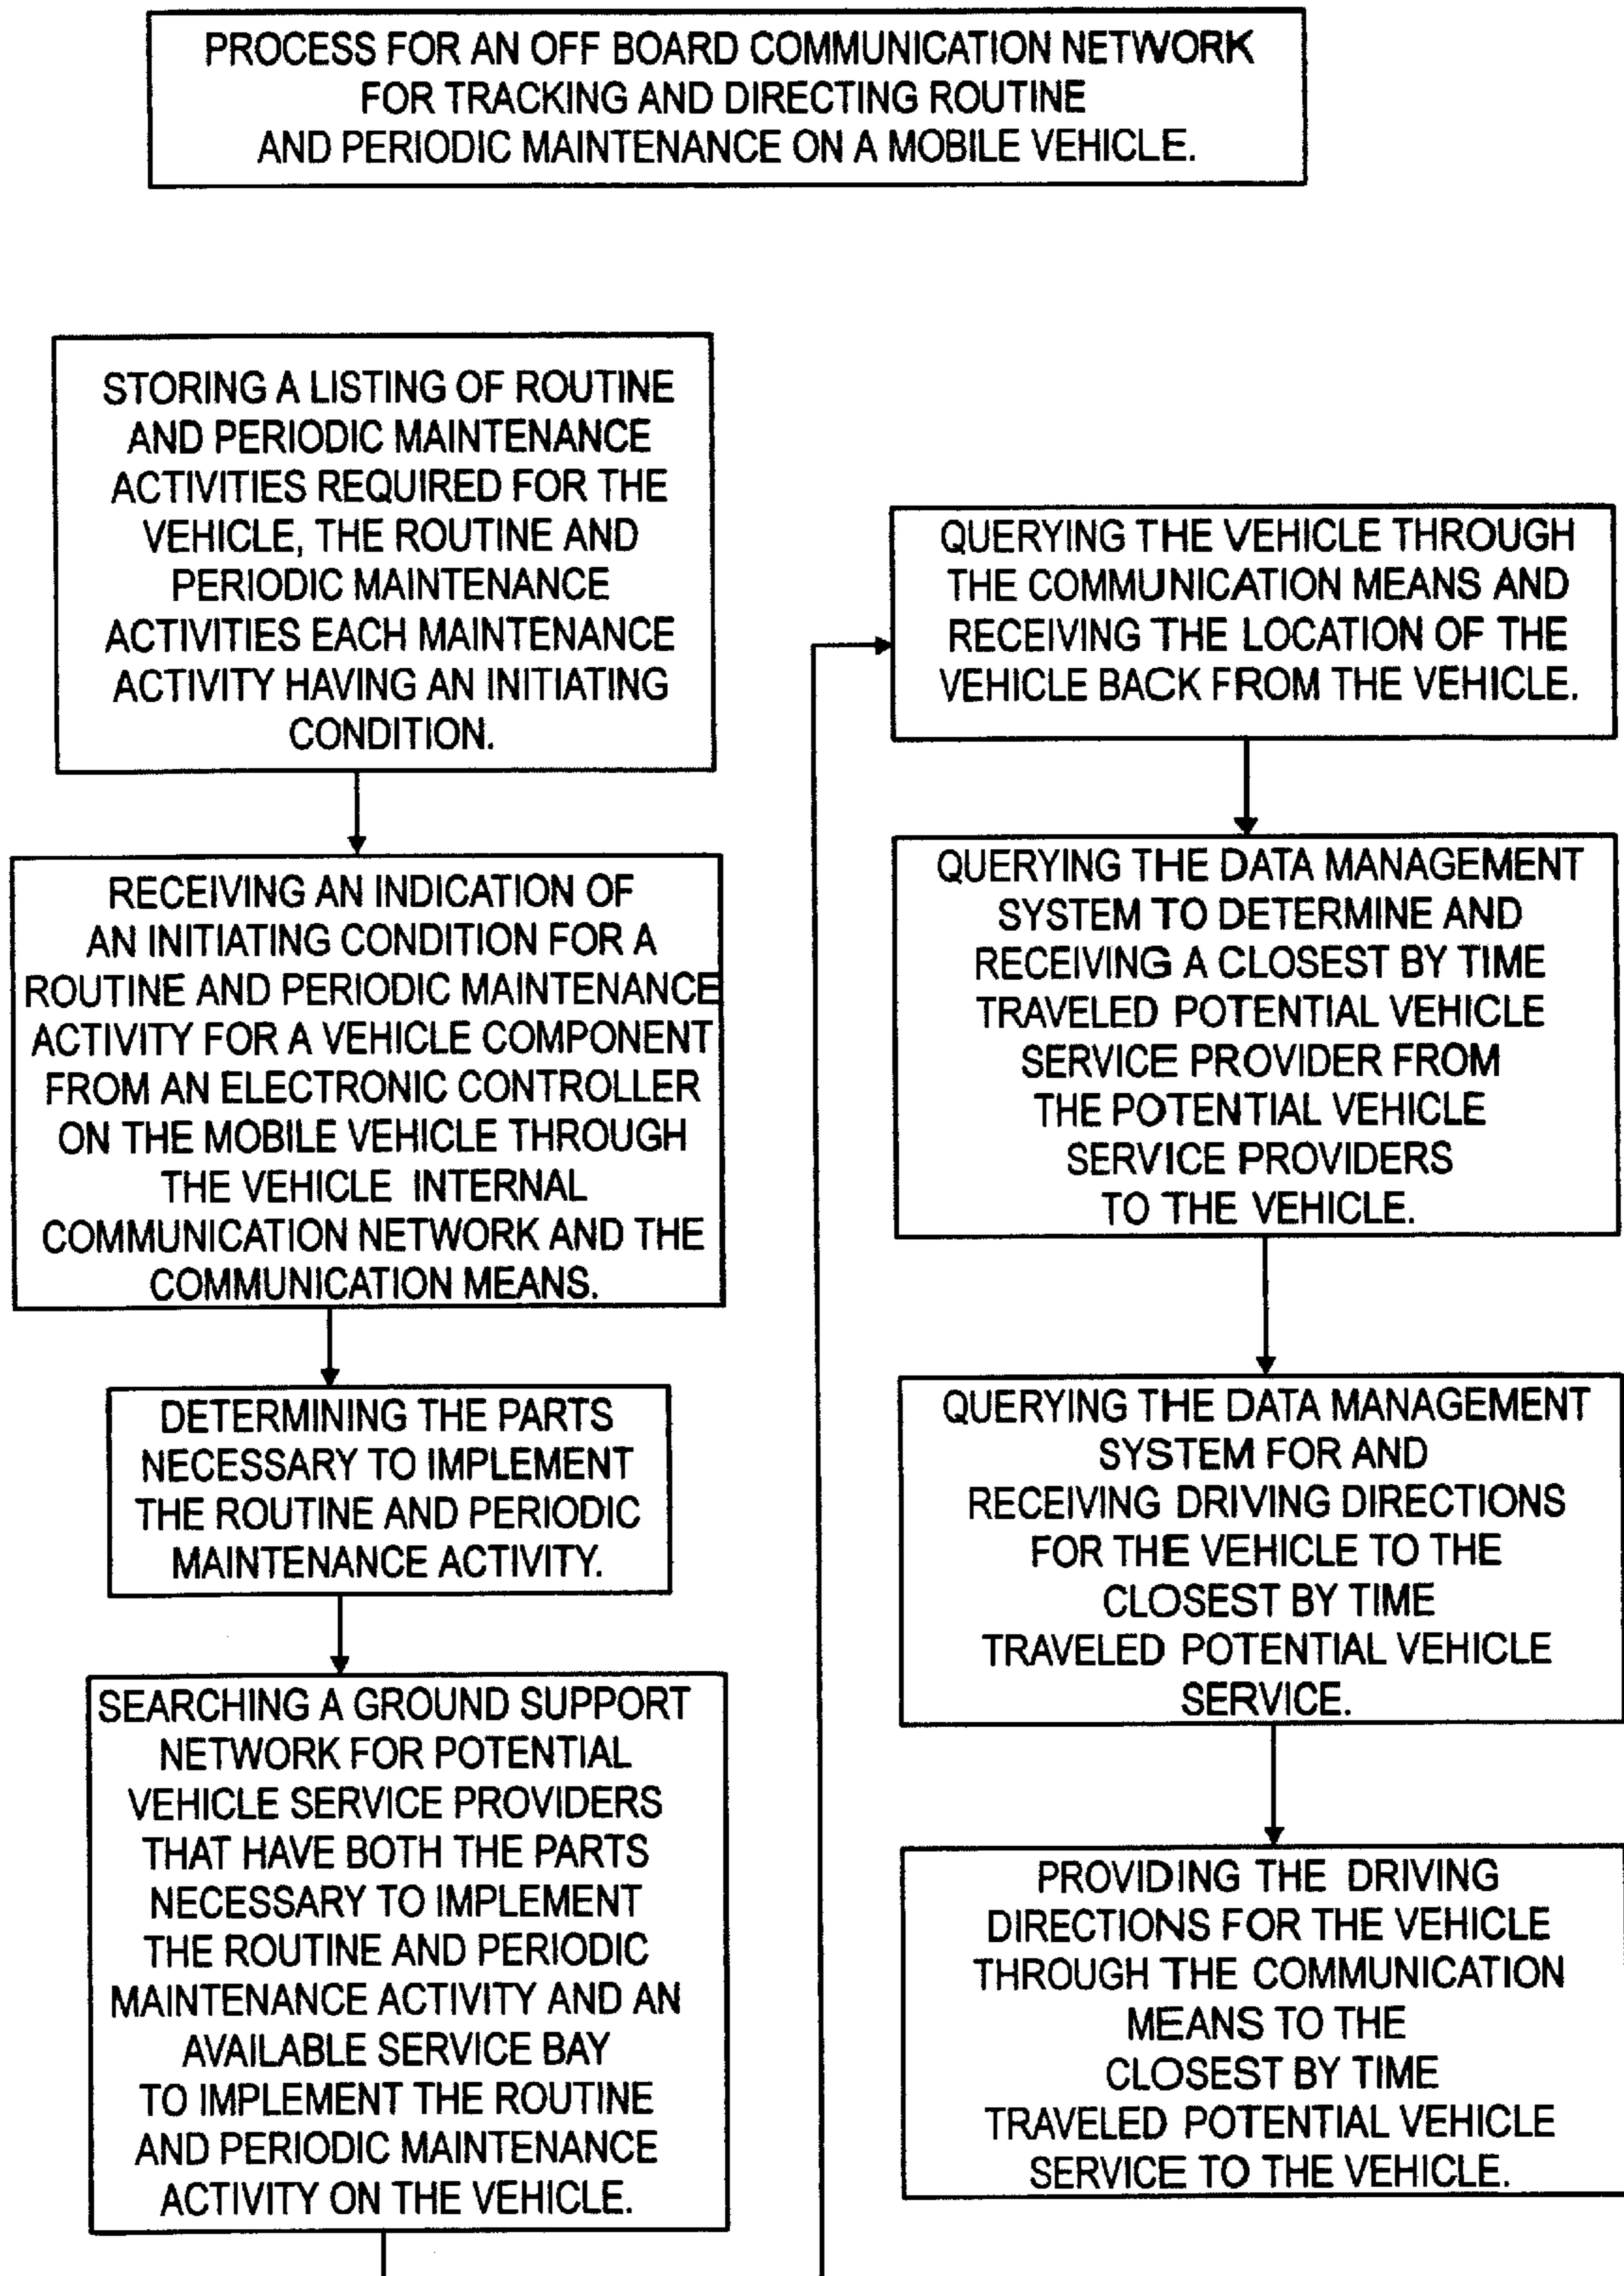 PROCESS FOR AN OFF BOARD COMMUNICATION NETWORK
FOR TRACKING AND DIRECTING ROUTINE
AND PERIODIC MAINTENANCE ON A MOBILE VEHICLE.
STORING A LISTING OF ROUTINE
AND PERIODIC MAINTENANCE
ACTIVITIES REQUIRED FOR THE
VEHICLE, THE ROUTINE AND
PERIODIC MAINTENANCE
ACTIVITIES EACH MAINTENANCE
ACTIVITY HAVING AN INITIATING
CONDITION.
RECEIVING AN INDICATION OF
AN INITIATING CONDITION FOR A
ROUTINE AND PERIODIC MAINTENANCE
ACTIVITY FOR A VEHICLE COMPONENT
FROM AN ELECTRONIC CONTROLLER
ON THE MOBILE VEHICLE THROUGH
THE VEHICLE INTERNAL
COMMUNICATION NETWORK AND THE
COMMUNICATION MEANS.
DETERMINING THE PARTS
NECESSARY TO IMPLEMENT
THE ROUTINE AND PERIODIC
MAINTENANCE ACTIVITY.
SEARCHING A GROUND SUPPORT
NETWORK FOR POTENTIAL
VEHICLE SERVICE PROVIDERS
THAT HAVE BOTH THE PARTS
NECESSARY TO IMPLEMENT
THE ROUTINE AND PERIODIC
MAINTENANCE ACTIVITY AND AN
AVAILABLE SERVICE BAY
TO IMPLEMENT THE ROUTINE
AND PERIODIC MAINTENANCE
ACTIVITY ON THE VEHICLE.
QUERYING THE VEHICLE THROUGH
THE COMMUNICATION MEANS AND
RECEIVING THE LOCATION OF THE
VEHICLE BACK FROM THE VEHICLE.
QUERYING THE DATA MANAGEMENT
SYSTEM TO DETERMINE AND
RECEIVING A CLOSEST BY TIME
TRAVELED POTENTIAL VEHICLE
SERVICE PROVIDER FROM
THE POTENTIAL VEHICLE
SERVICE PROVIDERS
TO THE VEHICLE.
QUERYING THE DATA MANAGEMENT
SYSTEM FOR AND
RECEIVING DRIVING DIRECTIONS
FOR THE VEHICLE TO THE
CLOSEST BY TIME
TRAVELED POTENTIAL VEHICLE
SERVICE.
PROVIDING THE DRIVING
DIRECTIONS FOR THE VEHICLE
THROUGH THE COMMUNICATION
MEANS TO THE
CLOSEST BY TIME
TRAVELED POTENTIAL VEHICLE
SERVICE TO THE VEHICLE.